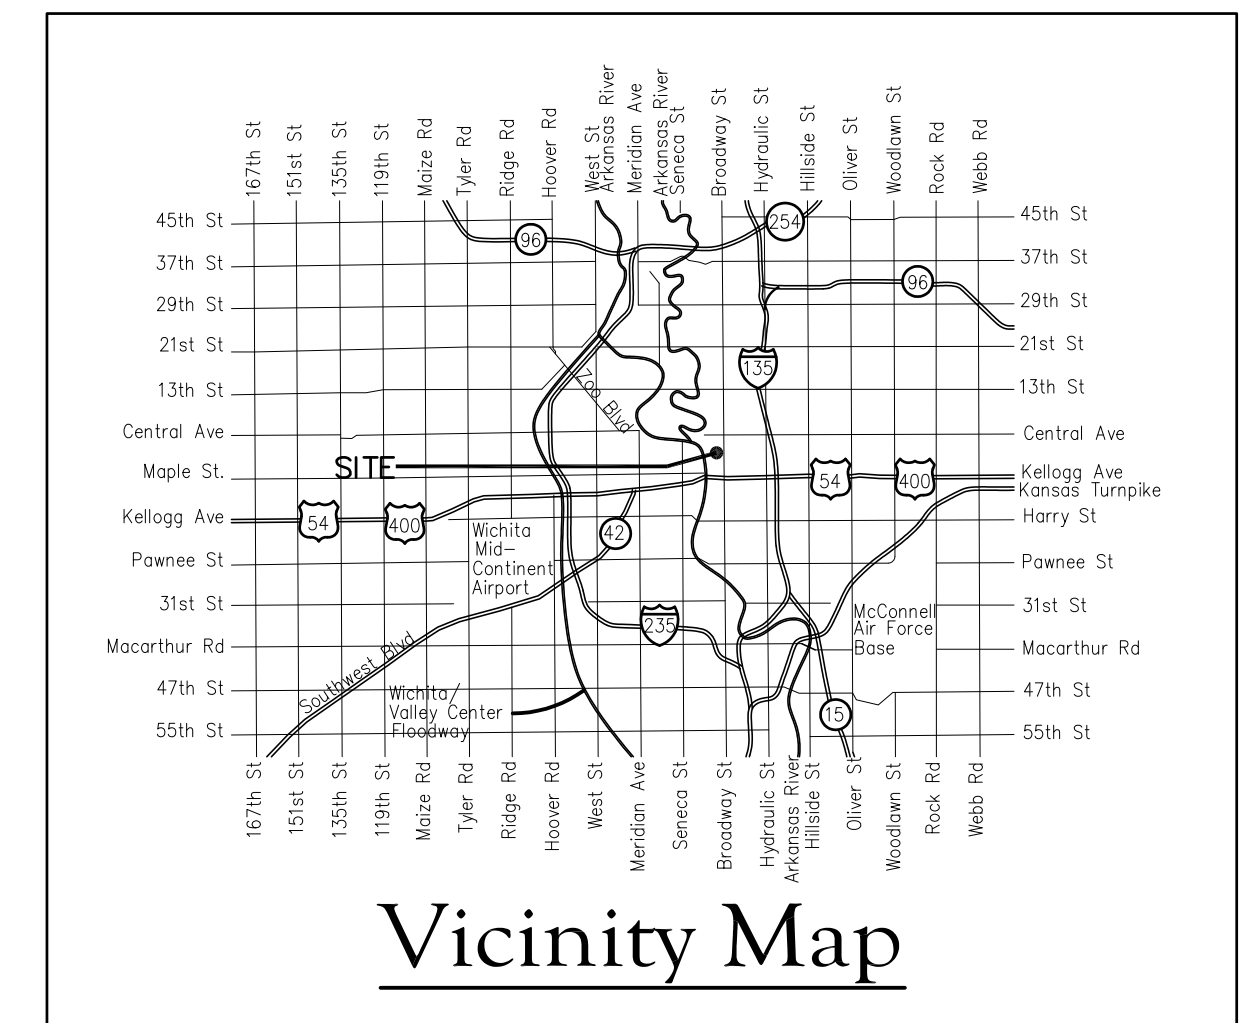 167th St
151st St
135th St
119th St
Maize Rd
Tyler Rd
Ridge Rd
Hoover Rd
West St
Arkansas River
Meridian Ave
Arkansas River
Seneca St
Broadway St
Hydraulic St
Hillside St
Oliver St
Woodlawn St
Rock Rd
Webb Rd
45th St
254
45th St
96
37th St
37th St
96
29th St
29th St
21st St
21st St
135
13th St
13th St
Zoo Blvd
Central Ave
Central Ave
SITE
Maple St.
54
400
Kellogg Ave
Kansas Turnpike
Kellogg Ave
54
400
Harry St
42
Wichita
Mid-
Continent
Airport
Pawnee St
Pawnee St
31st St
31st St
McConnell
Air Force
Base
235
Macarthur Rd
Macarthur Rd
Southwest Blvd
47th St
47th St
Wichita/
Valley Center
Floodway
15
55th St
55th St
167th St
151st St
135th St
119th St
Maize Rd
Tyler Rd
Ridge Rd
Hoover Rd
West St
Meridian Ave
Seneca St
Broadway St
Hydraulic St
Arkansas River
Hillside St
Oliver St
Woodlawn St
Rock Rd
Webb Rd
Vicinity Map